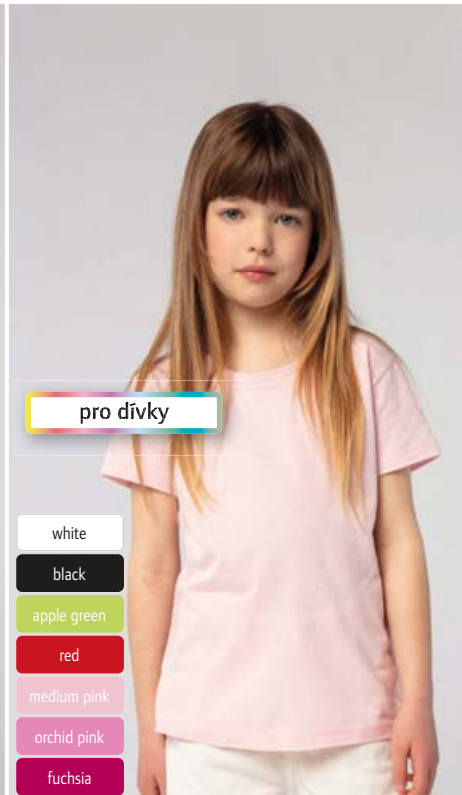 pro dívky
white
black
apple green
red
medium pink
orchid pink
fuchsia